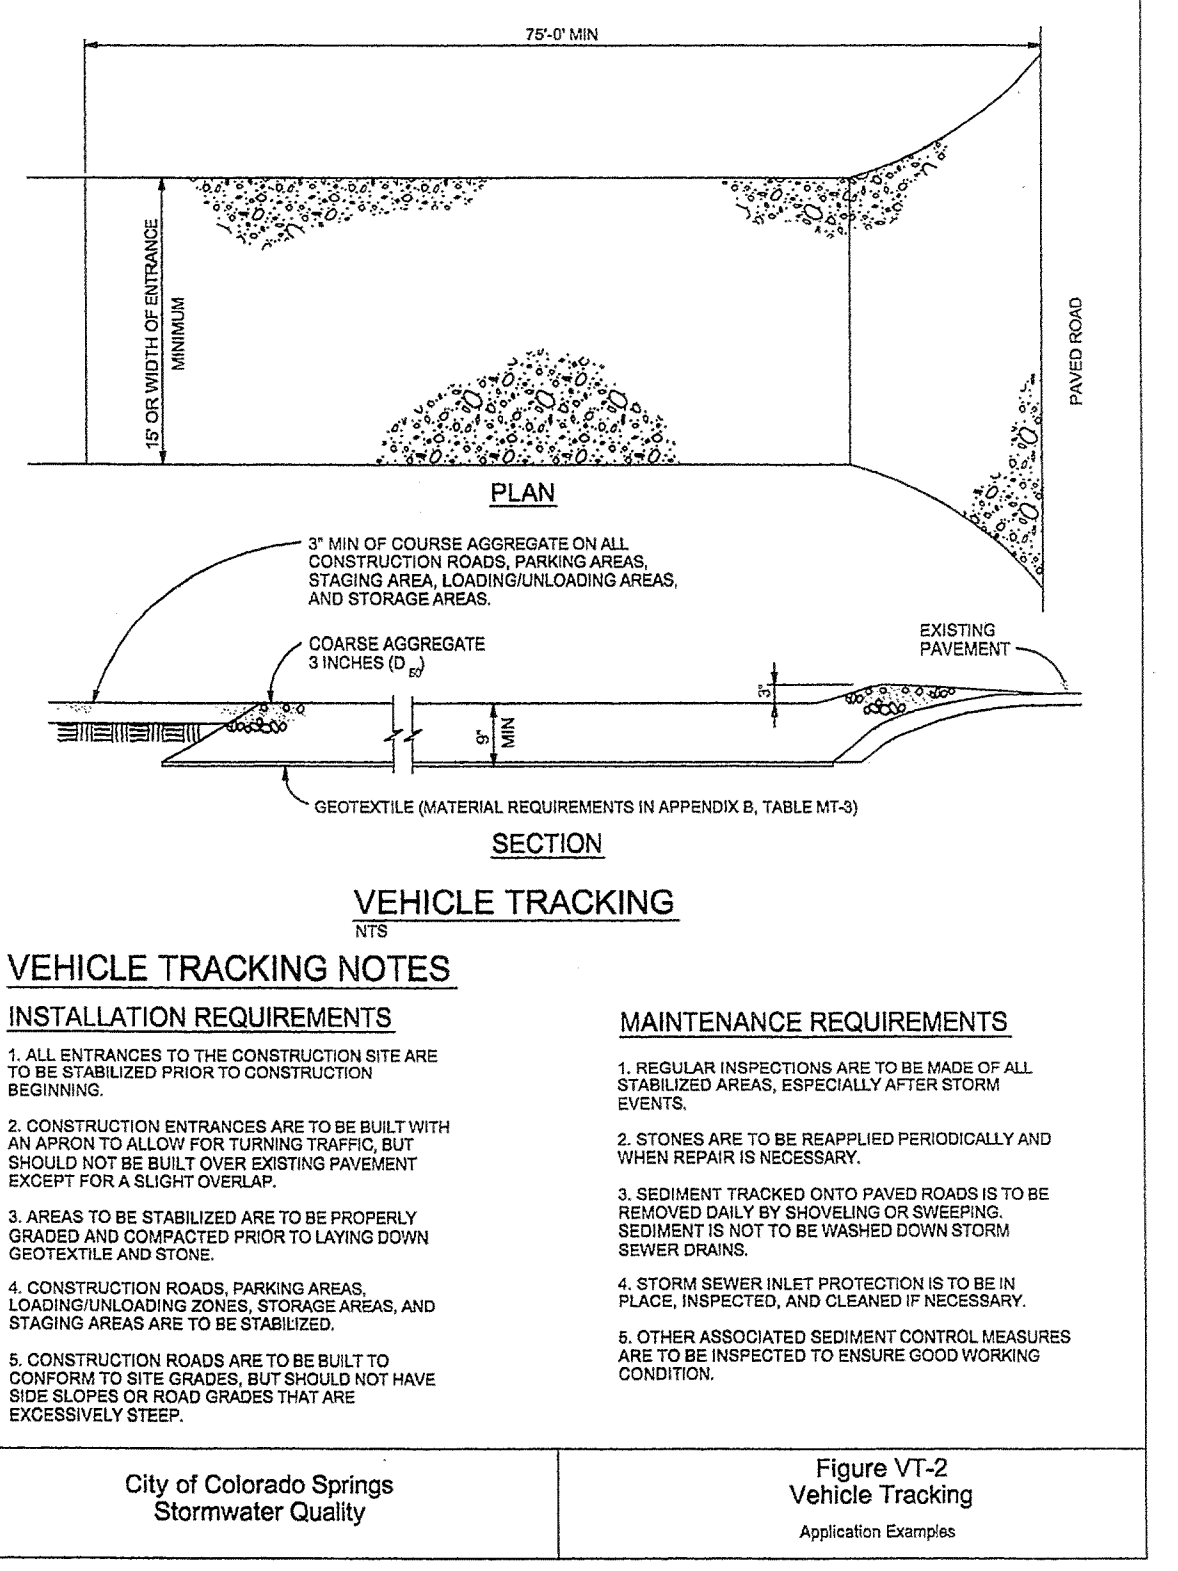 75'-0' MIN
15' OR WIDTH OF ENTRANCE
MINIMUM
PAVED ROAD
PLAN
3" MIN OF COURSE AGGREGATE ON ALL
CONSTRUCTION ROADS, PARKING AREAS,
STAGING AREA, LOADING/UNLOADING AREAS,
AND STORAGE AREAS.
COARSE AGGREGATE
3 INCHES (D50)
EXISTING
PAVEMENT
3"
9"
MIN
GEOTEXTILE (MATERIAL REQUIREMENTS IN APPENDIX B, TABLE MT-3)
SECTION
VEHICLE TRACKING
NTS
VEHICLE TRACKING NOTES
INSTALLATION REQUIREMENTS
1. ALL ENTRANCES TO THE CONSTRUCTION SITE ARE
TO BE STABILIZED PRIOR TO CONSTRUCTION
BEGINNING.
2. CONSTRUCTION ENTRANCES ARE TO BE BUILT WITH
AN APRON TO ALLOW FOR TURNING TRAFFIC, BUT
SHOULD NOT BE BUILT OVER EXISTING PAVEMENT
EXCEPT FOR A SLIGHT OVERLAP.
3. AREAS TO BE STABILIZED ARE TO BE PROPERLY
GRADED AND COMPACTED PRIOR TO LAYING DOWN
GEOTEXTILE AND STONE.
4. CONSTRUCTION ROADS, PARKING AREAS,
LOADING/UNLOADING ZONES, STORAGE AREAS, AND
STAGING AREAS ARE TO BE STABILIZED.
5. CONSTRUCTION ROADS ARE TO BE BUILT TO
CONFORM TO SITE GRADES, BUT SHOULD NOT HAVE
SIDE SLOPES OR ROAD GRADES THAT ARE
EXCESSIVELY STEEP.
MAINTENANCE REQUIREMENTS
1. REGULAR INSPECTIONS ARE TO BE MADE OF ALL
STABILIZED AREAS, ESPECIALLY AFTER STORM
EVENTS.
2. STONES ARE TO BE REAPPLIED PERIODICALLY AND
WHEN REPAIR IS NECESSARY.
3. SEDIMENT TRACKED ONTO PAVED ROADS IS TO BE
REMOVED DAILY BY SHOVELING OR SWEEPING.
SEDIMENT IS NOT TO BE WASHED DOWN STORM
SEWER DRAINS.
4. STORM SEWER INLET PROTECTION IS TO BE IN
PLACE, INSPECTED, AND CLEANED IF NECESSARY.
5. OTHER ASSOCIATED SEDIMENT CONTROL MEASURES
ARE TO BE INSPECTED TO ENSURE GOOD WORKING
CONDITION.
City of Colorado Springs
Stormwater Quality
Figure VT-2
Vehicle Tracking
Application Examples